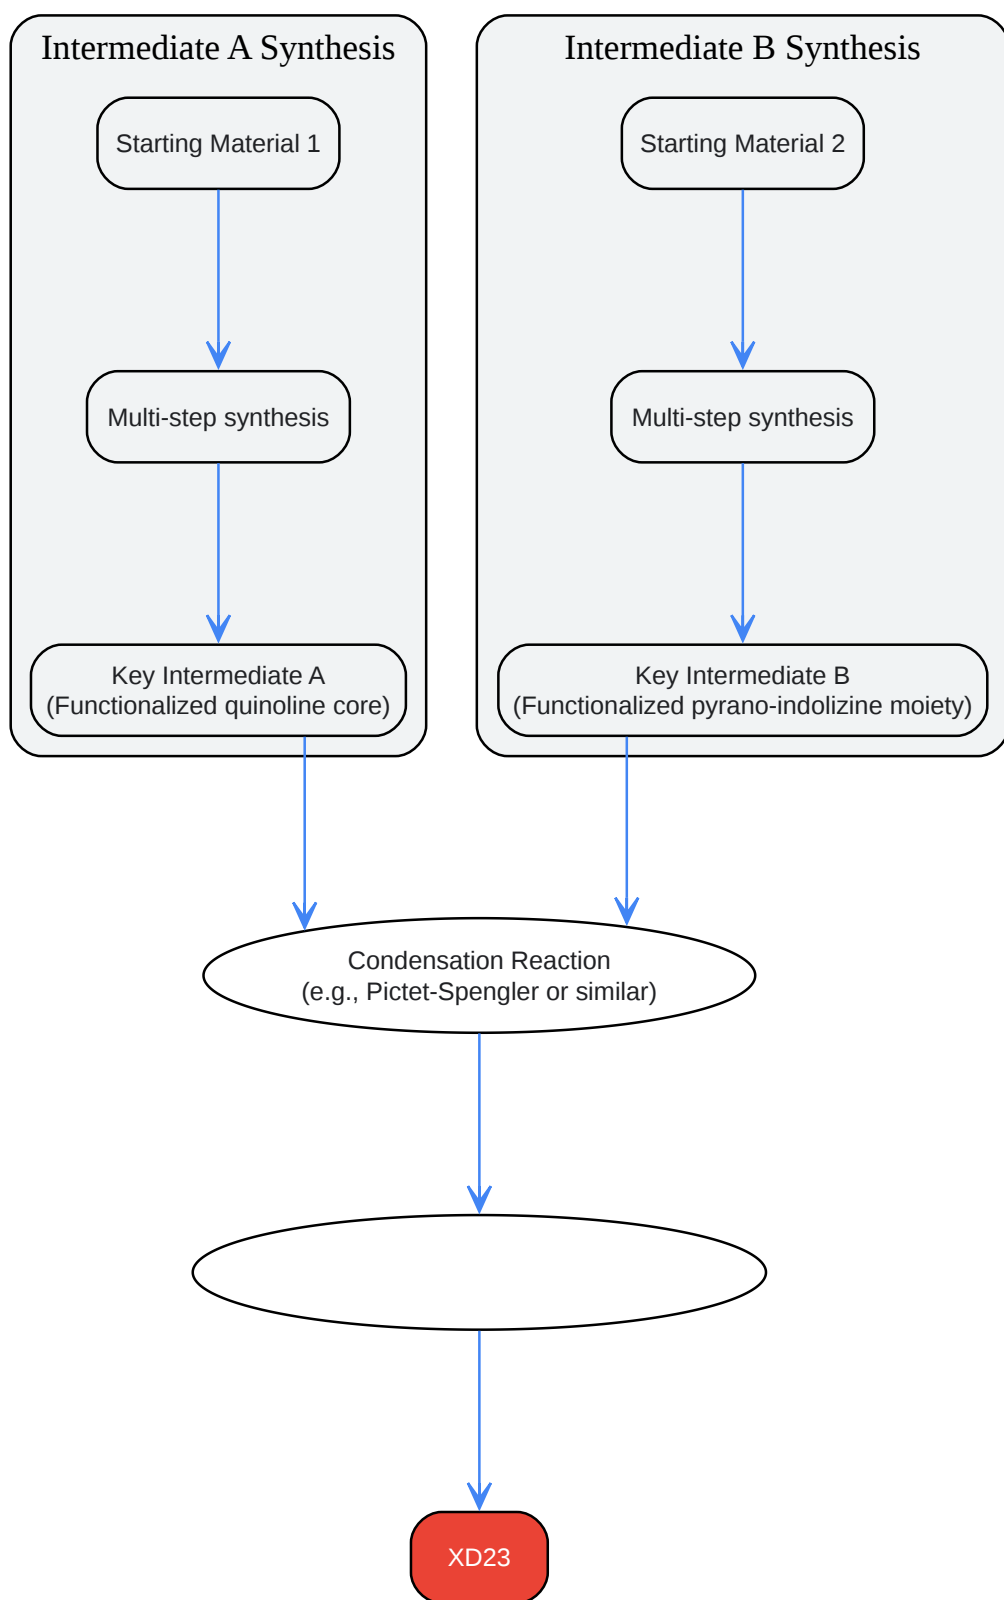 Intermediate A Synthesis
Starting Material 1
Multi-step synthesis
Key Intermediate A
(Functionalized quinoline core)
Intermediate B Synthesis
Starting Material 2
Multi-step synthesis
Key Intermediate B
(Functionalized pyrano-indolizine moiety)
Condensation Reaction
(e.g., Pictet-Spengler or similar)
XD23